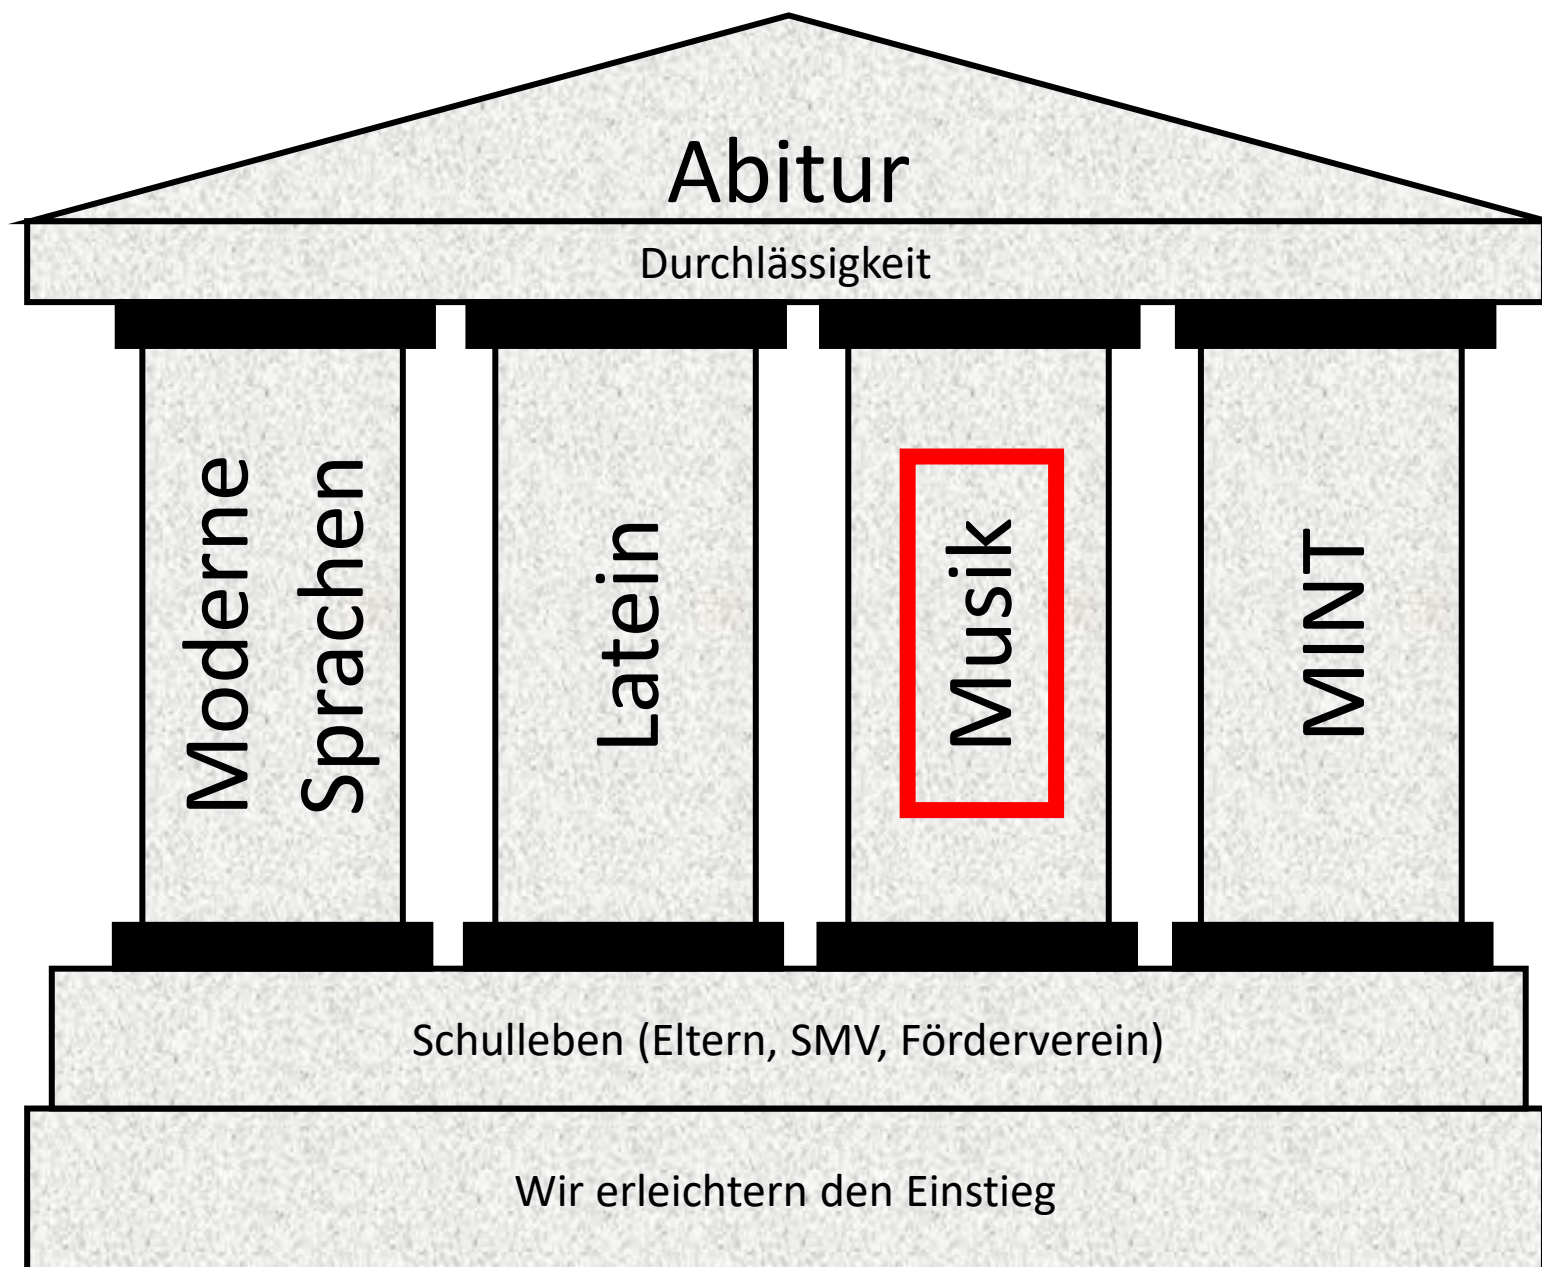 Abitur
Durchlässigkeit
Moderne
Sprachen
Latein
Musik
MINT
Schulleben (Eltern, SMV, Förderverein)
Wir erleichtern den Einstieg